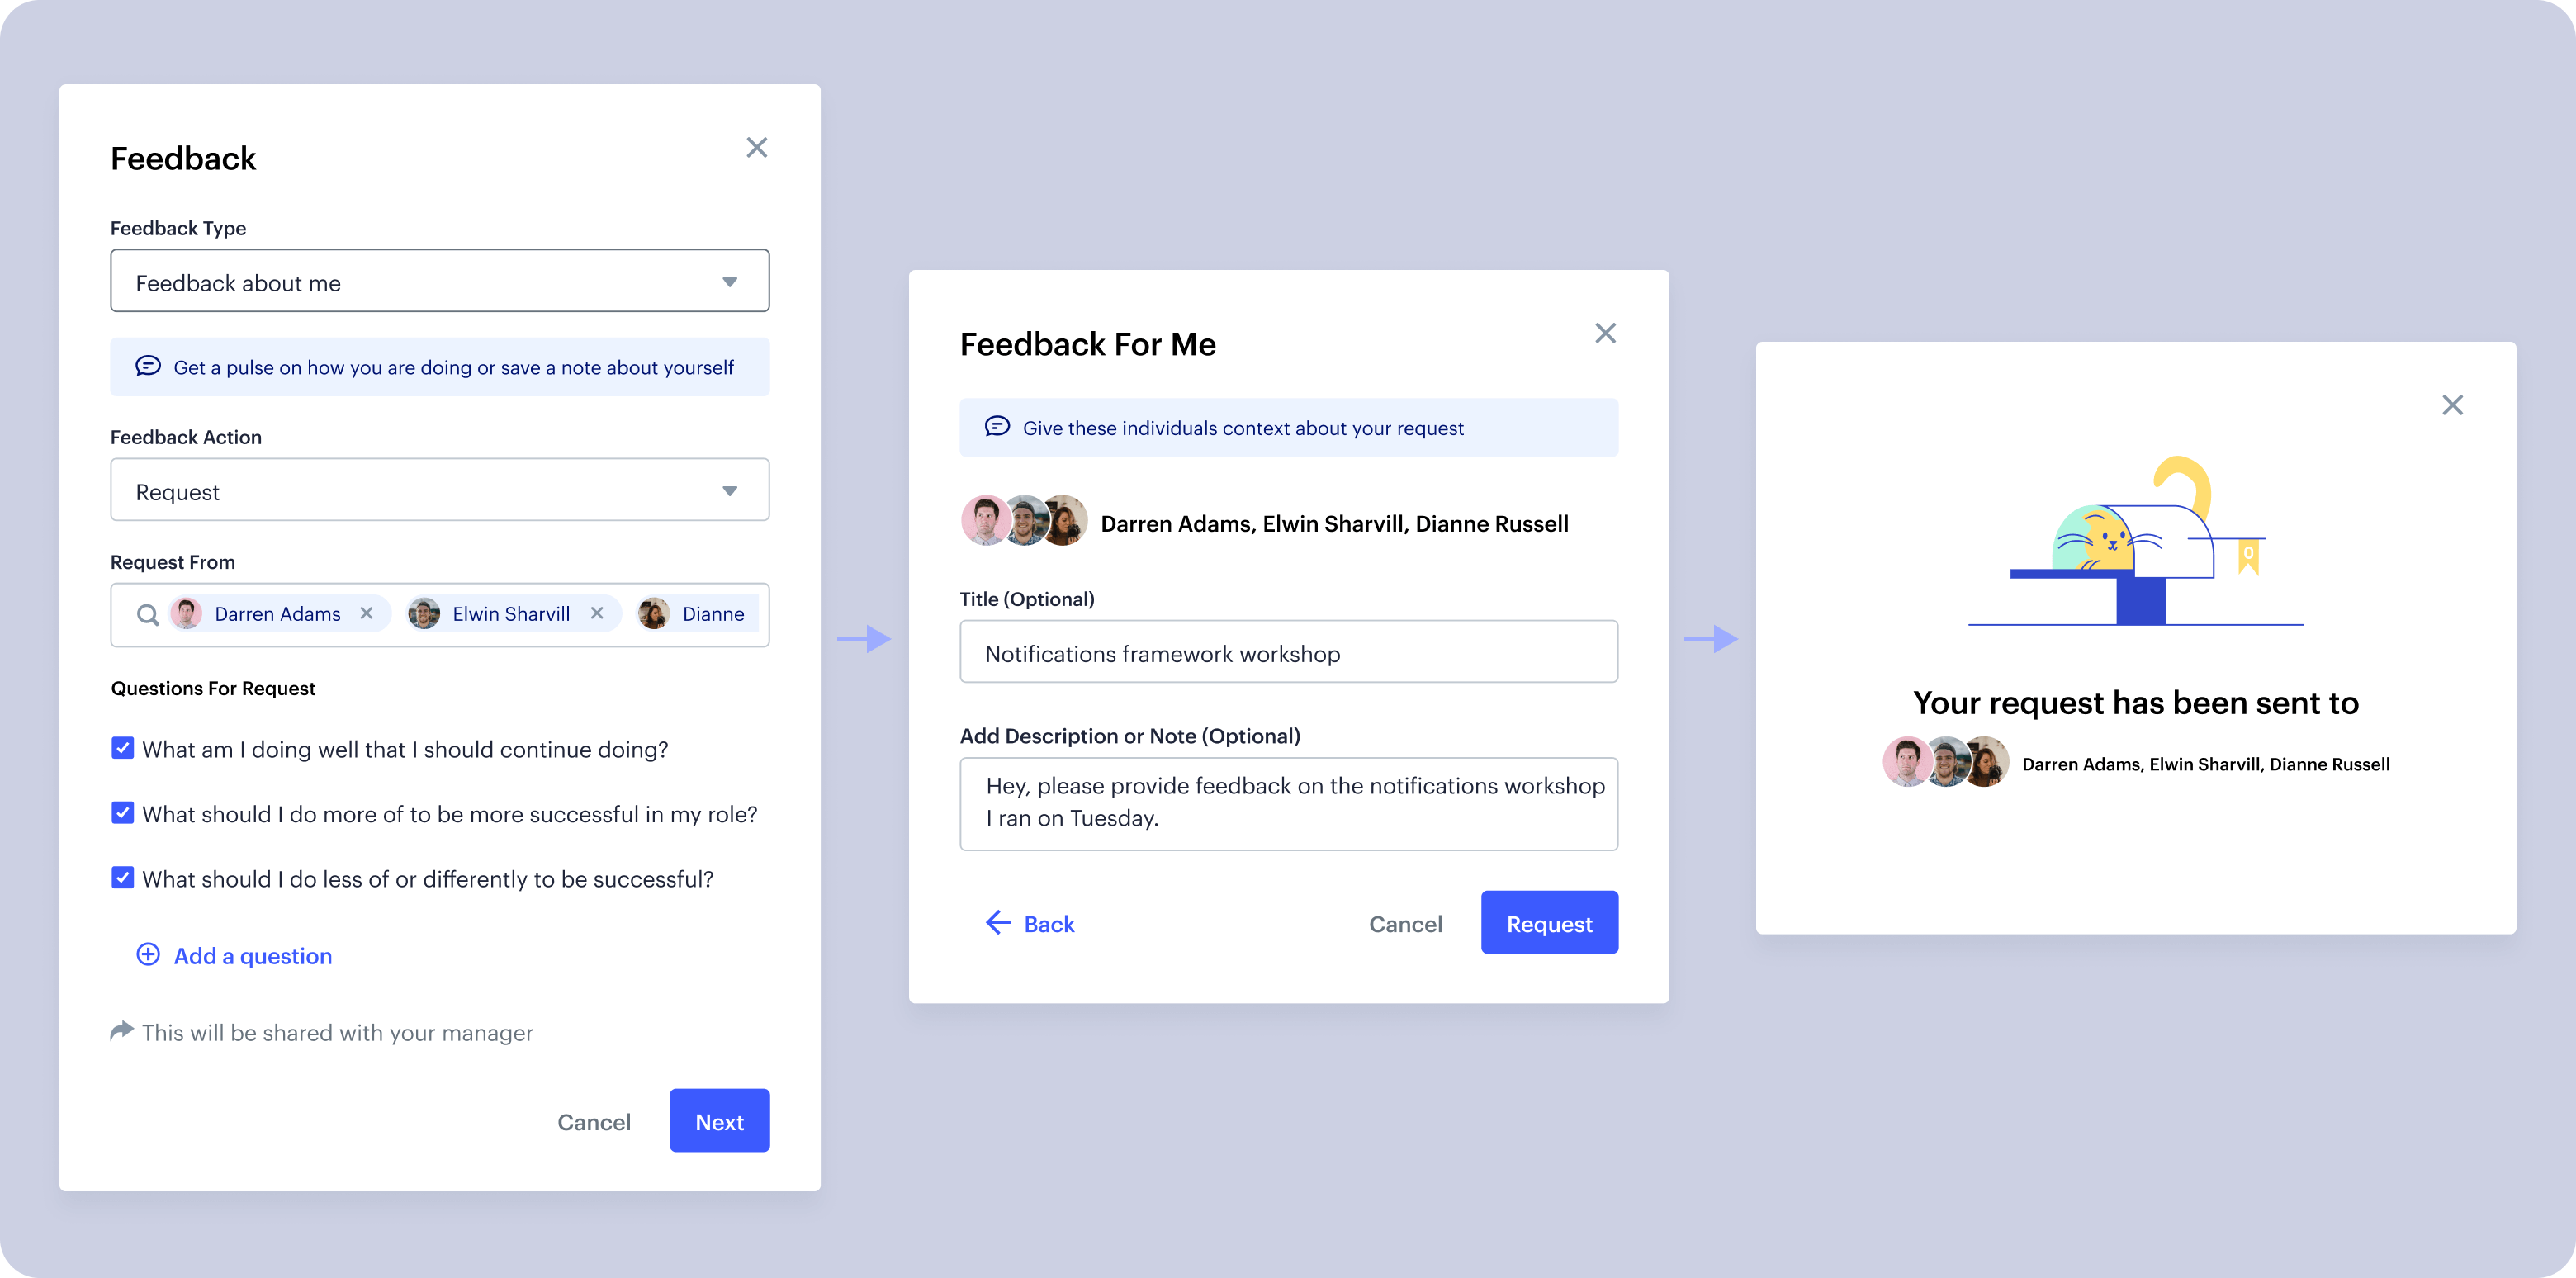 Feedback
Feedback Type
Feedback about me
Get a pulse on how you are doing or save a note about yourself
Feedback Action
Request
Request From
Darren Adams
Elwin Sharvill
Dianne
Questions For Request
What am I doing well that I should continue doing?
What should I do more of to be more successful in my role?
What should I do less of or differently to be successful?
Add a question
This will be shared with your manager
Cancel
Next
Feedback For Me
Give these individuals context about your request
Darren Adams, Elwin Sharvill, Dianne Russell
Title (Optional)
Notifications framework workshop
Add Description or Note (Optional)
Hey, please provide feedback on the notifications workshop
I ran on Tuesday.
Back
Cancel
Request
0
Your request has been sent to
Darren Adams, Elwin Sharvill, Dianne Russell